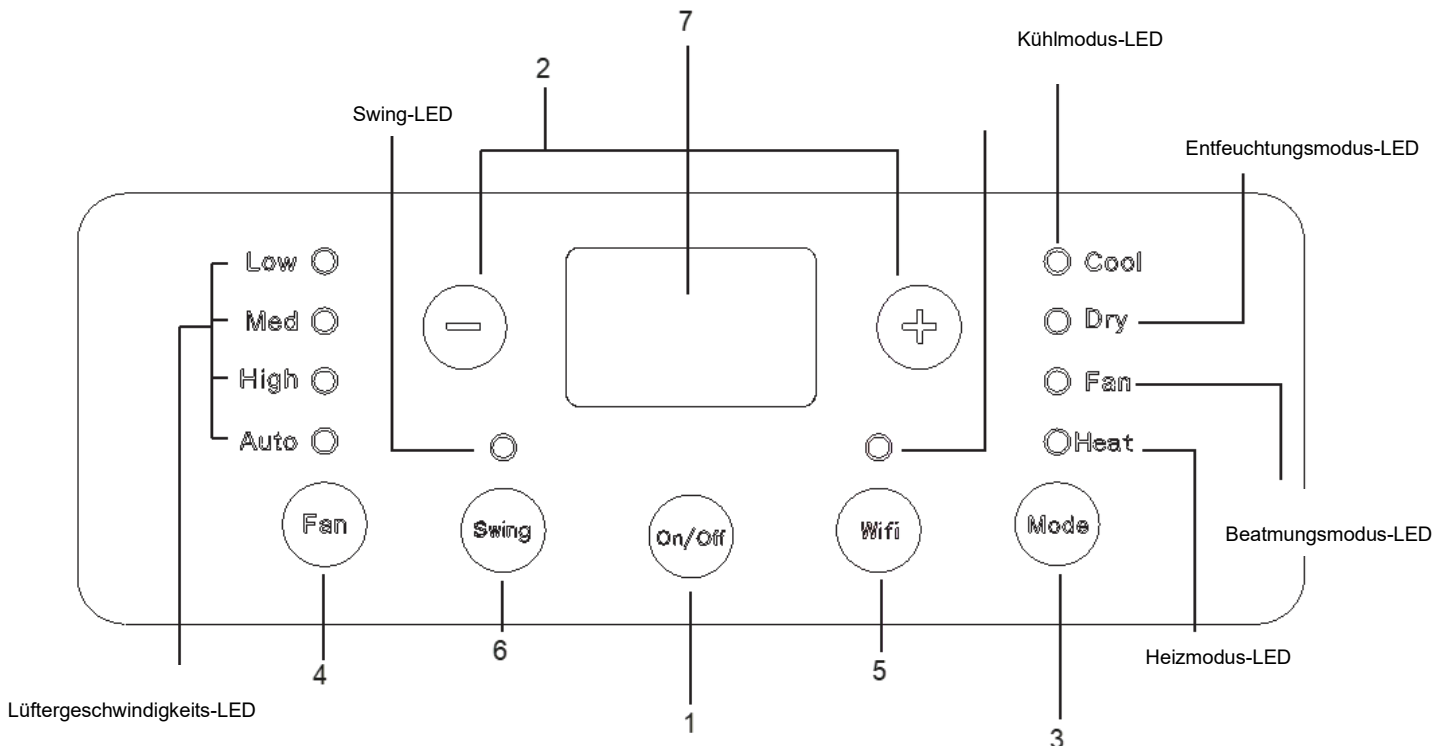 7
Kühlmodus-LED
2
Swing-LED
Entfeuchtungsmodus-LED
Low
Cool
Med
Dry
High
Fan
Auto
Heat
Fan
Swing
On/Off
Wifi
Mode
Beatmungsmodus-LED
6
4
5
Heizmodus-LED
Lüftergeschwindigkeits-LED
1
3